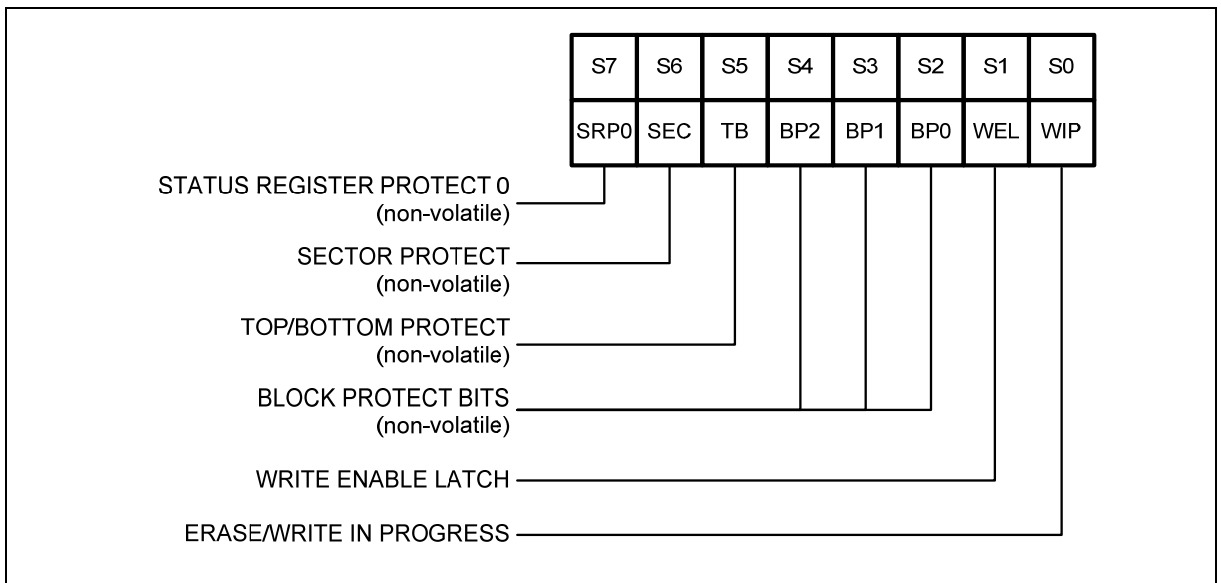 S7 S6 S5 S4 S3 S2 S1 S0
SRP0 SEC TB BP2 BP1 BP0 WEL WIP
STATUS REGISTER PROTECT 0
(non-volatile)
SECTOR PROTECT
(non-volatile)
TOP/BOTTOM PROTECT
(non-volatile)
BLOCK PROTECT BITS
(non-volatile)
WRITE ENABLE LATCH
ERASE/WRITE IN PROGRESS